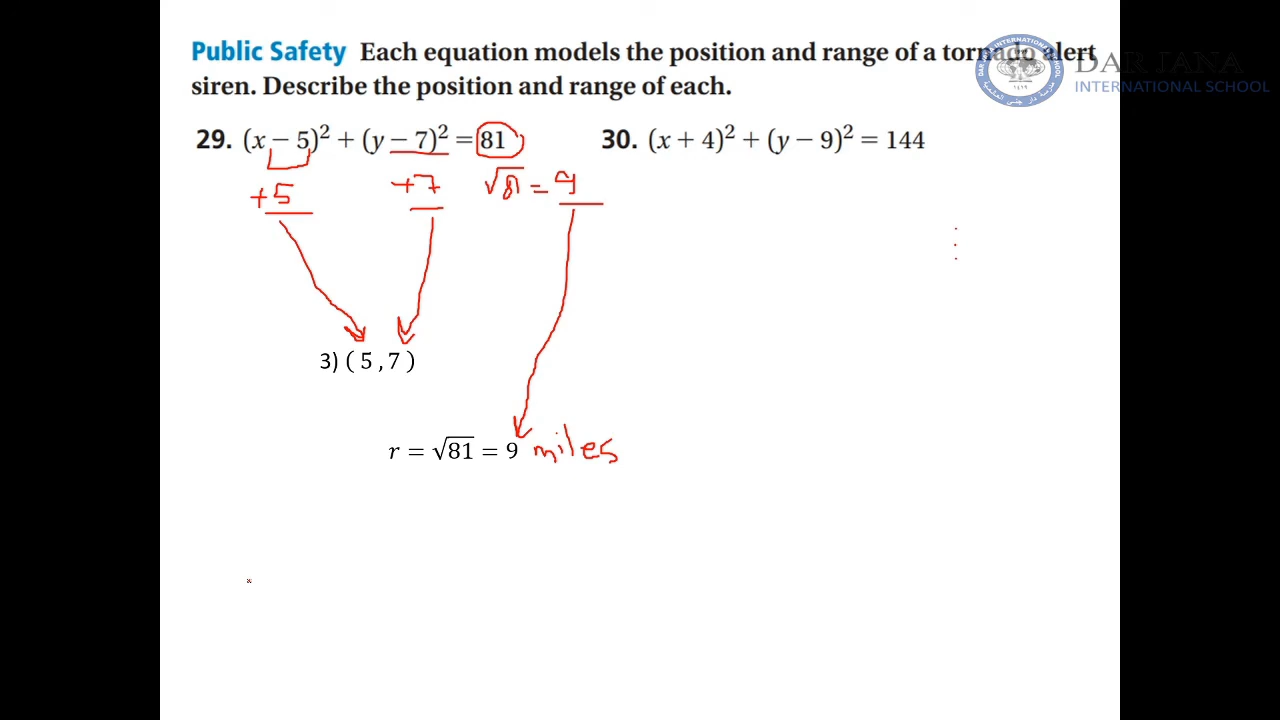 Public Safety Each equation models the position and range of a tornado alert
siren. Describe the position and range of each.
DAR JANA
INTERNATIONAL SCHOOL
29. (x − 5)² + (y − 7)² = 81
30. (x + 4)² + (y − 9)² = 144
+5
+7
√81 = 9
3) ( 5 , 7 )
r = √81 = 9 miles